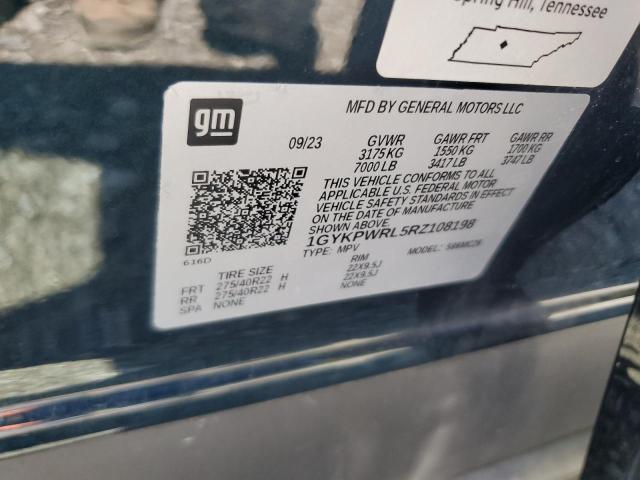 Spring Hill, Tennessee
gm
MFD BY GENERAL MOTORS LLC
09/23 GVWR GAWR FRT GAWR RR
3175 KG 1550 KG 1700 KG
7000 LB 3417 LB 3747 LB
THIS VEHICLE CONFORMS TO ALL
APPLICABLE U.S. FEDERAL MOTOR
VEHICLE SAFETY STANDARDS IN EFFECT
ON THE DATE OF MANUFACTURE
SHOWN ABOVE.
1GYKPWRL5RZ108198
TYPE: MPV MODEL:
616D
TIRE SIZE RIM
FRT 275/40R22 H 22X9.5J
RR 275/40R22 H 22X9.5J
SPA NONE NONE